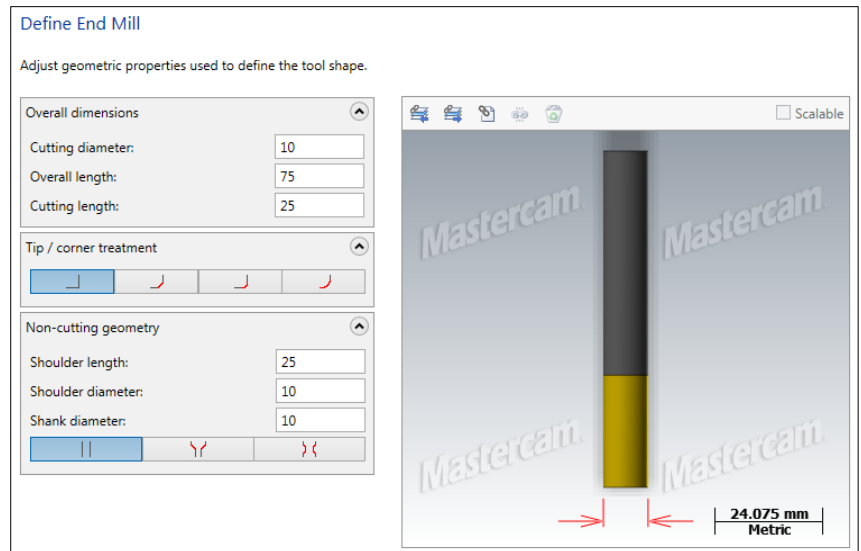 Define End Mill
Adjust geometric properties used to define the tool shape.
Overall dimensions
Cutting diameter: 10
Overall length: 75
Cutting length: 25
Tip / corner treatment
Non-cutting geometry
Shoulder length: 25
Shoulder diameter: 10
Shank diameter: 10
Scalable
Mastercam
Mastercam
Mastercam
Mastercam
24.075 mm
Metric